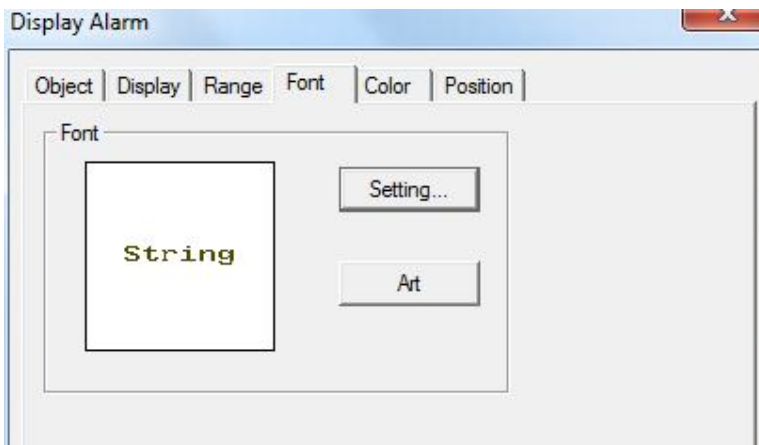 Display Alarm
Object Display Range Font Color Position
Font
Setting...
String
Art